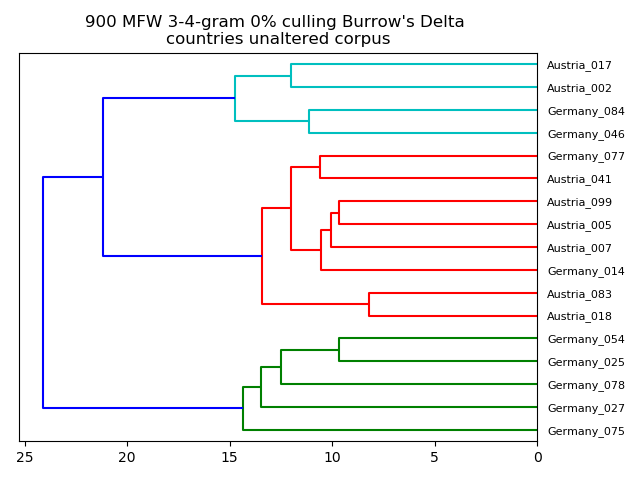 900 MFW 3-4-gram 0% culling Burrow's Delta
countries unaltered corpus
Austria_017
Austria_002
Germany_084
Germany_046
Germany_077
Austria_041
Austria_099
Austria_005
Austria_007
Germany_014
Austria_083
Austria_018
Germany_054
Germany_025
Germany_078
Germany_027
Germany_075
25 20 15 10 5 0